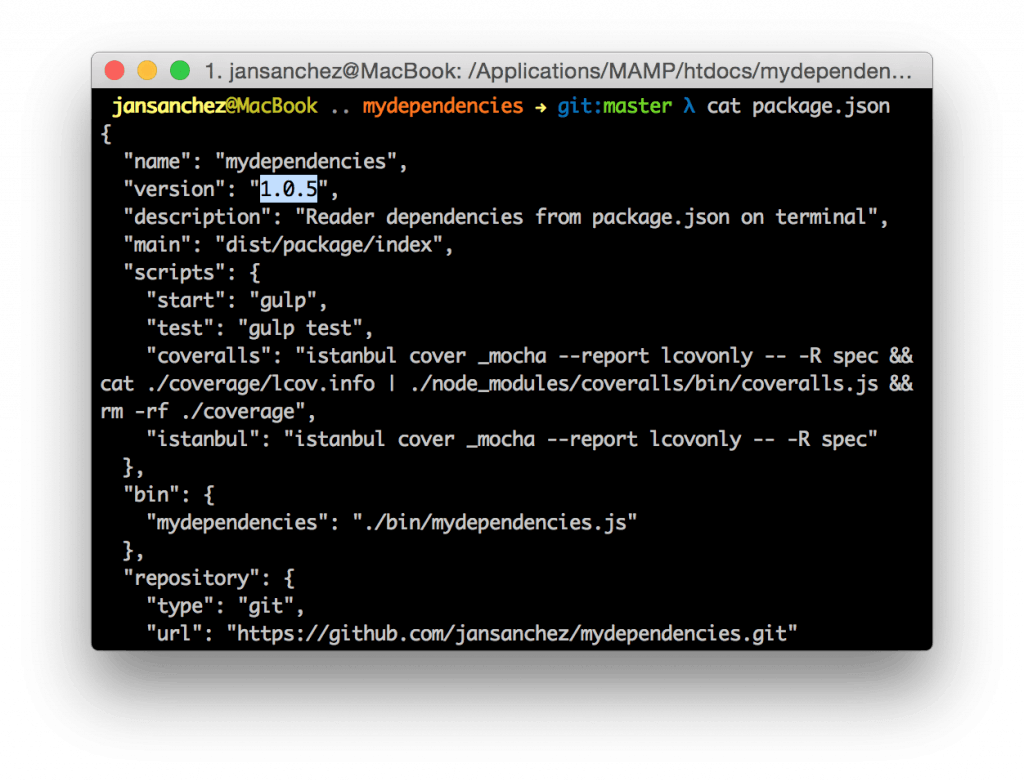 1. jansanchez@MacBook: /Applications/MAMP/htdocs/mydependen...
jansanchez@MacBook .. mydependencies → git:master λ cat package.json
{
  "name": "mydependencies",
  "version": "1.0.5",
  "description": "Reader dependencies from package.json on terminal",
  "main": "dist/package/index",
  "scripts": {
    "start": "gulp",
    "test": "gulp test",
    "coveralls": "istanbul cover _mocha --report lcovonly -- -R spec &&
cat ./coverage/lcov.info | ./node_modules/coveralls/bin/coveralls.js &&
rm -rf ./coverage",
    "istanbul": "istanbul cover _mocha --report lcovonly -- -R spec"
  },
  "bin": {
    "mydependencies": "./bin/mydependencies.js"
  },
  "repository": {
    "type": "git",
    "url": "https://github.com/jansanchez/mydependencies.git"